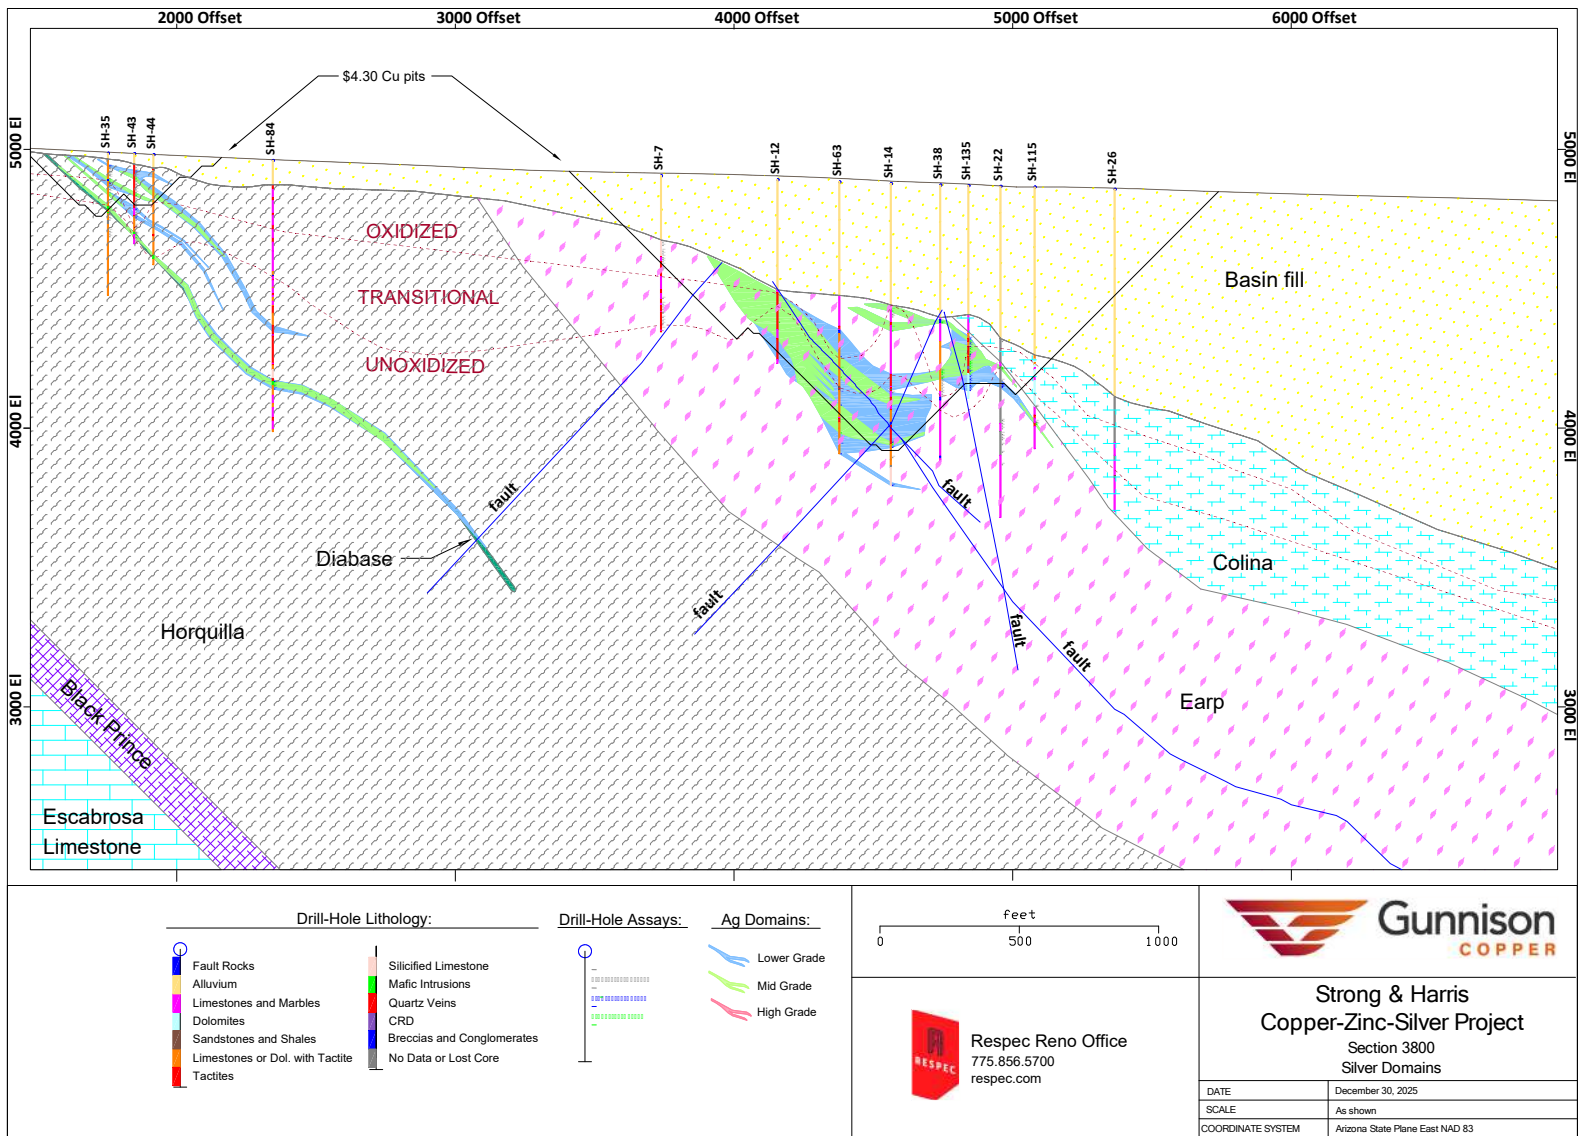 2000 Offset
3000 Offset
4000 Offset
5000 Offset
6000 Offset
$4.30 Cu pits
5000 El
5000 El
SH-35
SH-43
SH-44
SH-84
SH-7
SH-12
SH-63
SH-14
SH-38
SH-135
SH-22
SH-115
SH-26
OXIDIZED
TRANSITIONAL
UNOXIDIZED
Basin fill
4000 El
4000 El
fault
fault
Diabase
Colina
fault
fault
fault
Horquilla
Black Prince
Earp
3000 El
3000 El
Escabrosa
Limestone
Drill-Hole Lithology:
Fault Rocks
Alluvium
Limestones and Marbles
Dolomites
Sandstones and Shales
Limestones or Dol. with Tactite
Tactites
Silicified Limestone
Mafic Intrusions
Quartz Veins
CRD
Breccias and Conglomerates
No Data or Lost Core
Drill-Hole Assays:
Ag Domains:
Lower Grade
Mid Grade
High Grade
feet
0 500 1000
RESPEC
Respec Reno Office
775.856.5700
respec.com
Gunnison
COPPER
Strong & Harris
Copper-Zinc-Silver Project
Section 3800
Silver Domains
DATE December 30, 2025
SCALE As shown
COORDINATE SYSTEM Arizona State Plane East NAD 83